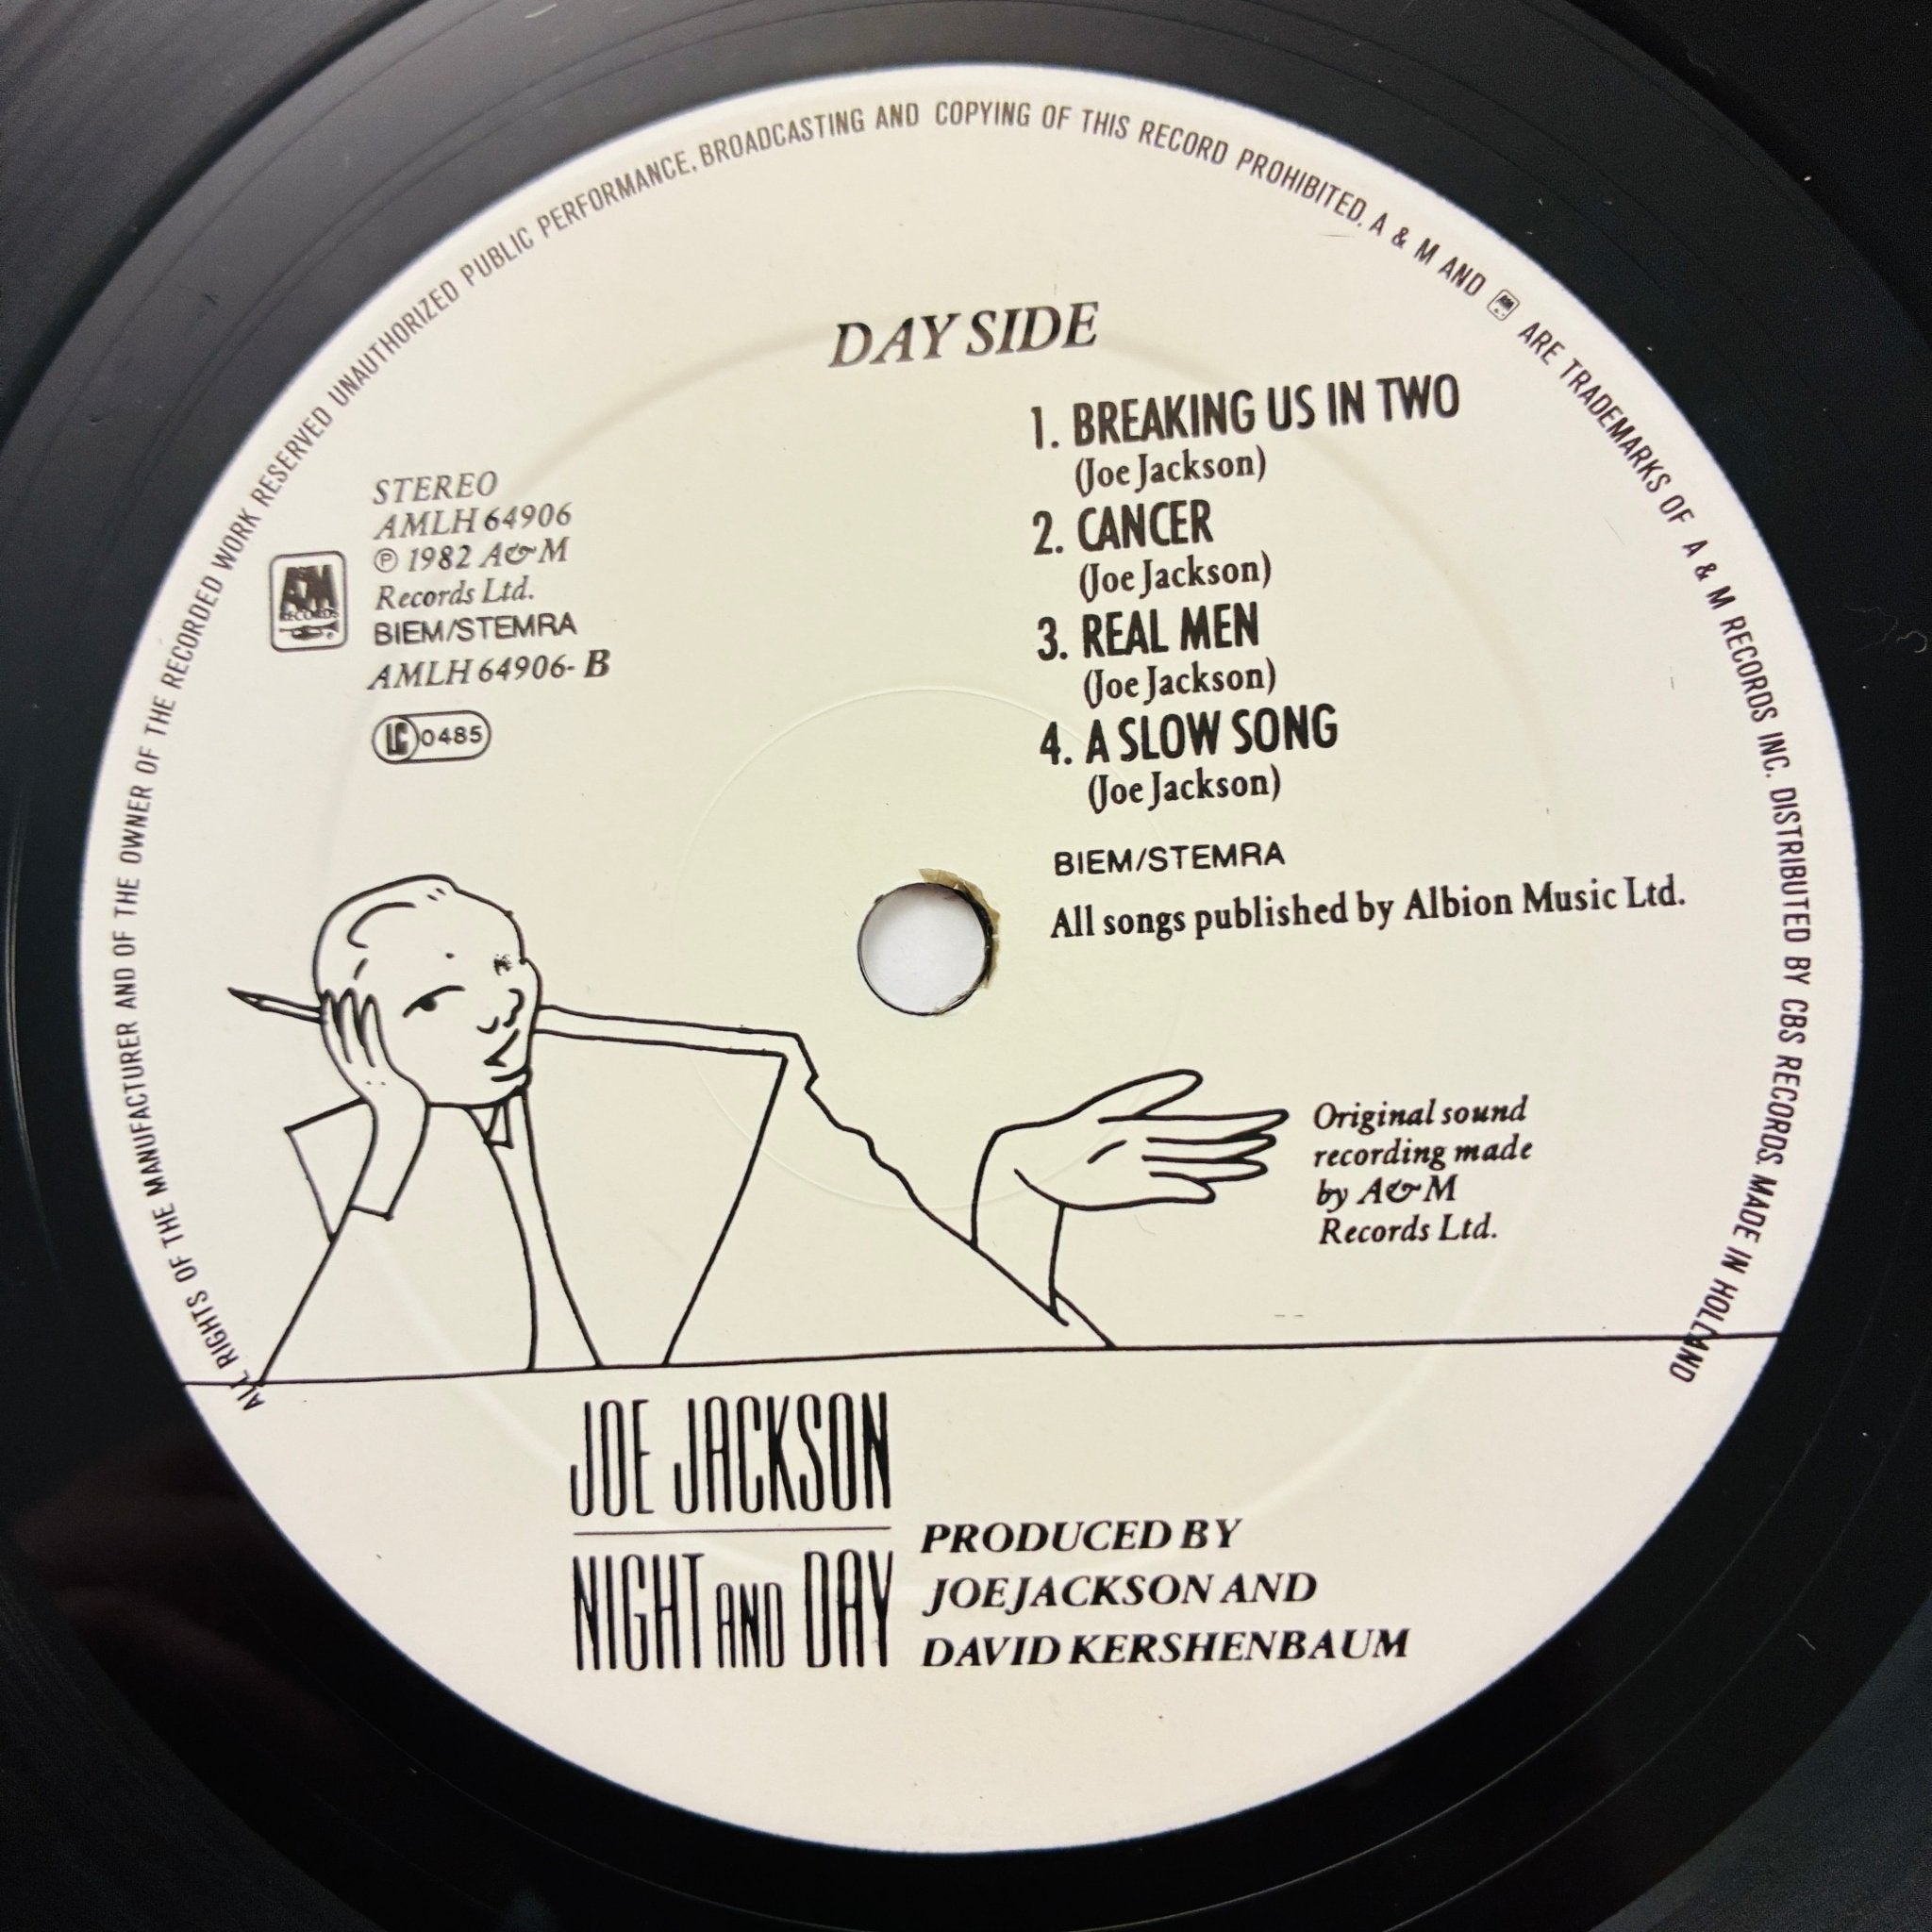 ALL RIGHTS OF THE MANUFACTURER AND OF THE OWNER OF THE RECORDED WORK RESERVED UNAUTHORIZED PUBLIC PERFORMANCE, BROADCASTING AND COPYING OF THIS RECORD PROHIBITED. A & M AND A&M ARE TRADEMARKS OF A & M RECORDS INC. DISTRIBUTED BY CBS RECORDS. MADE IN HOLLAND
DAY SIDE
1. BREAKING US IN TWO
(Joe Jackson)
2. CANCER
(Joe Jackson)
3. REAL MEN
(Joe Jackson)
4. A SLOW SONG
(Joe Jackson)
BIEM/STEMRA
All songs published by Albion Music Ltd.
STEREO
AMLH 64906
℗ 1982 A&M
Records Ltd.
BIEM/STEMRA
AMLH 64906- B
A&M
RECORDS
LC 0485
Original sound
recording made
by A&M
Records Ltd.
JOE JACKSON
NIGHT AND DAY
PRODUCED BY
JOE JACKSON AND
DAVID KERSHENBAUM